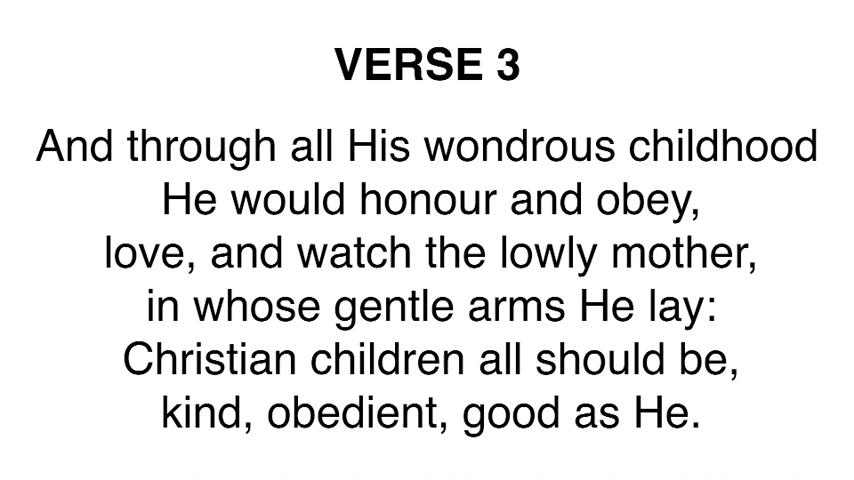 VERSE 3
And through all His wondrous childhood
He would honour and obey,
love, and watch the lowly mother,
in whose gentle arms He lay:
Christian children all should be,
kind, obedient, good as He.